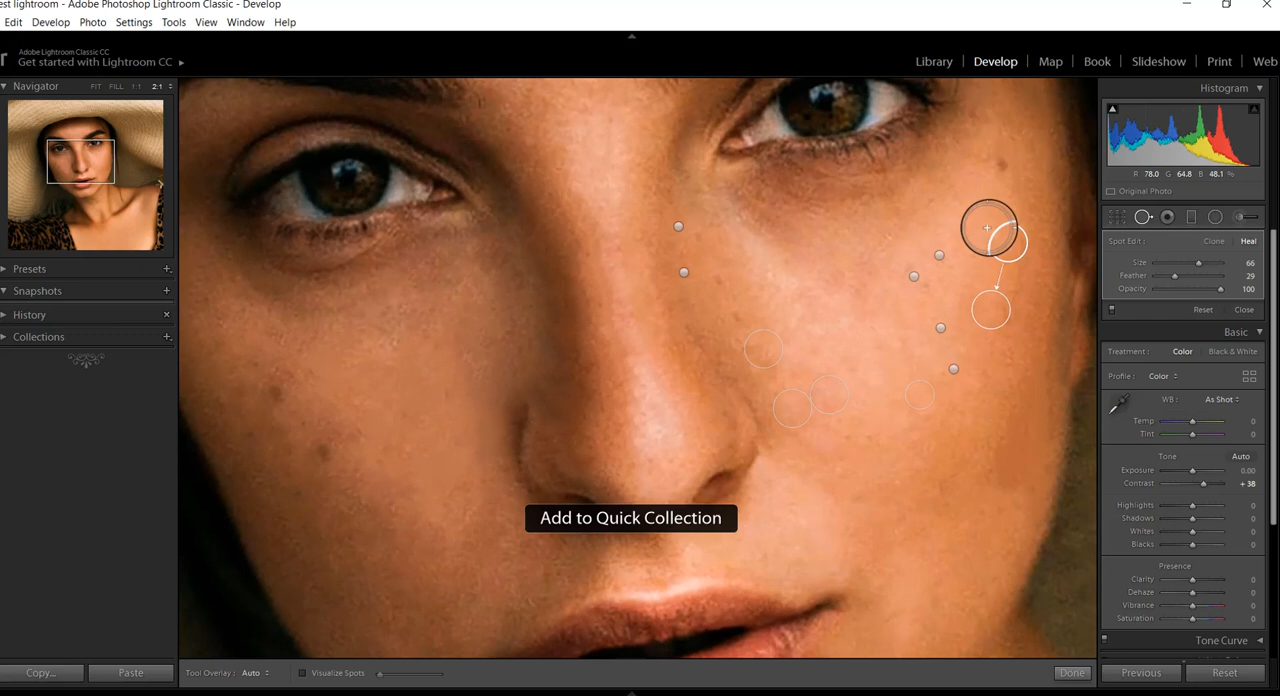 est lightroom - Adobe Photoshop Lightroom Classic - Develop
Edit Develop Photo Settings Tools View Window Help
Adobe Lightroom Classic CC
Get started with Lightroom CC
Library | Develop | Map | Book | Slideshow | Print | Web
Navigator FIT FILL 1:1 2:1
Presets +
Snapshots +
History ×
Collections +
Copy... Paste
Add to Quick Collection
Tool Overlay : Auto Visualize Spots Done
Histogram
R 78.0 G 64.8 B 48.1 %
Original Photo
Spot Edit : Clone Heal
Size 66
Feather 29
Opacity 100
Reset Close
Basic
Treatment : Color Black & White
Profile : Color
WB : As Shot
Temp 0
Tint 0
Tone Auto
Exposure 0.00
Contrast + 38
Highlights 0
Shadows 0
Whites 0
Blacks 0
Presence
Clarity 0
Dehaze 0
Vibrance 0
Saturation 0
Tone Curve
Previous Reset